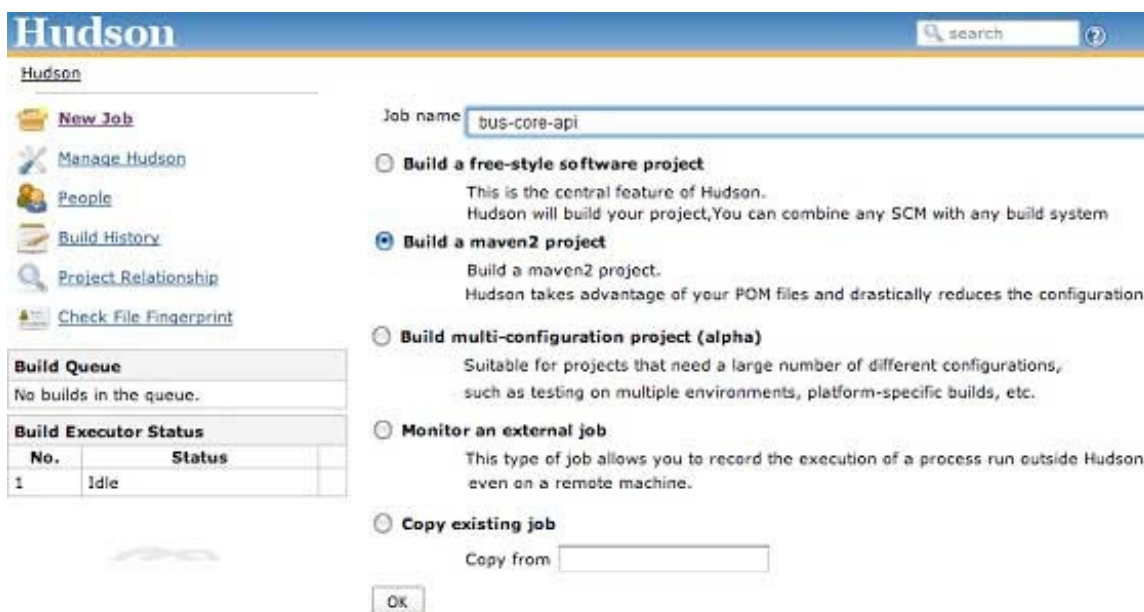 Hudson
search
?
Hudson
New Job
Manage Hudson
People
Build History
Project Relationship
Check File Fingerprint
Build Queue
No builds in the queue.
Build Executor Status
No. Status
1 Idle
Job name bus-core-api
Build a free-style software project
This is the central feature of Hudson.
Hudson will build your project,You can combine any SCM with any build system
Build a maven2 project
Build a maven2 project.
Hudson takes advantage of your POM files and drastically reduces the configuration
Build multi-configuration project (alpha)
Suitable for projects that need a large number of different configurations,
such as testing on multiple environments, platform-specific builds, etc.
Monitor an external job
This type of job allows you to record the execution of a process run outside Hudson
even on a remote machine.
Copy existing job
Copy from
OK